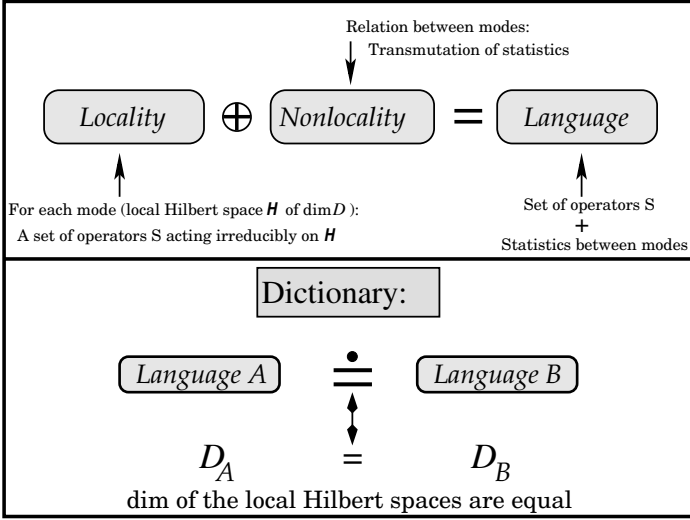 Relation between modes:
Transmutation of statistics
Locality ⊕ Nonlocality = Language
For each mode (local Hilbert space H of dim D ):
A set of operators S acting irreducibly on H
Set of operators S
+
Statistics between modes
Dictionary:
Language A ≐ Language B
D_A = D_B
dim of the local Hilbert spaces are equal